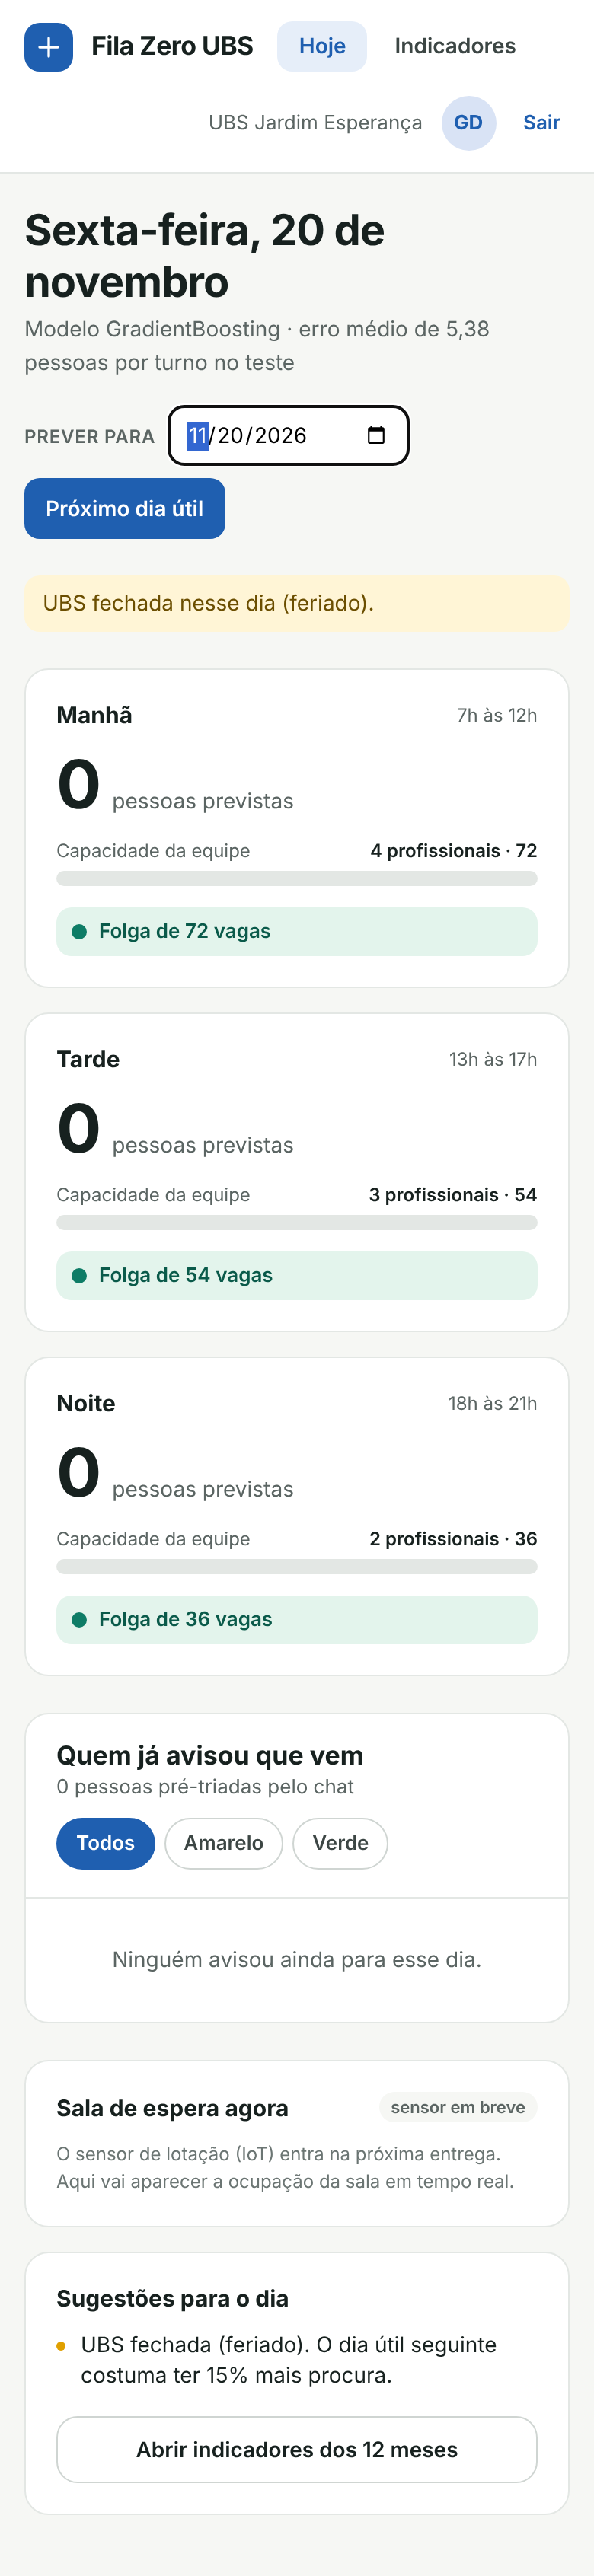 Fila Zero UBS Hoje Indicadores
UBS Jardim Esperança GD Sair
Sexta-feira, 20 de
novembro
Modelo GradientBoosting · erro médio de 5,38
pessoas por turno no teste
PREVER PARA 11/20/2026
Próximo dia útil
UBS fechada nesse dia (feriado).
Manhã 7h às 12h
0 pessoas previstas
Capacidade da equipe 4 profissionais · 72
Folga de 72 vagas
Tarde 13h às 17h
0 pessoas previstas
Capacidade da equipe 3 profissionais · 54
Folga de 54 vagas
Noite 18h às 21h
0 pessoas previstas
Capacidade da equipe 2 profissionais · 36
Folga de 36 vagas
Quem já avisou que vem
0 pessoas pré-triadas pelo chat
Todos Amarelo Verde
Ninguém avisou ainda para esse dia.
Sala de espera agora sensor em breve
O sensor de lotação (IoT) entra na próxima entrega.
Aqui vai aparecer a ocupação da sala em tempo real.
Sugestões para o dia
UBS fechada (feriado). O dia útil seguinte
costuma ter 15% mais procura.
Abrir indicadores dos 12 meses